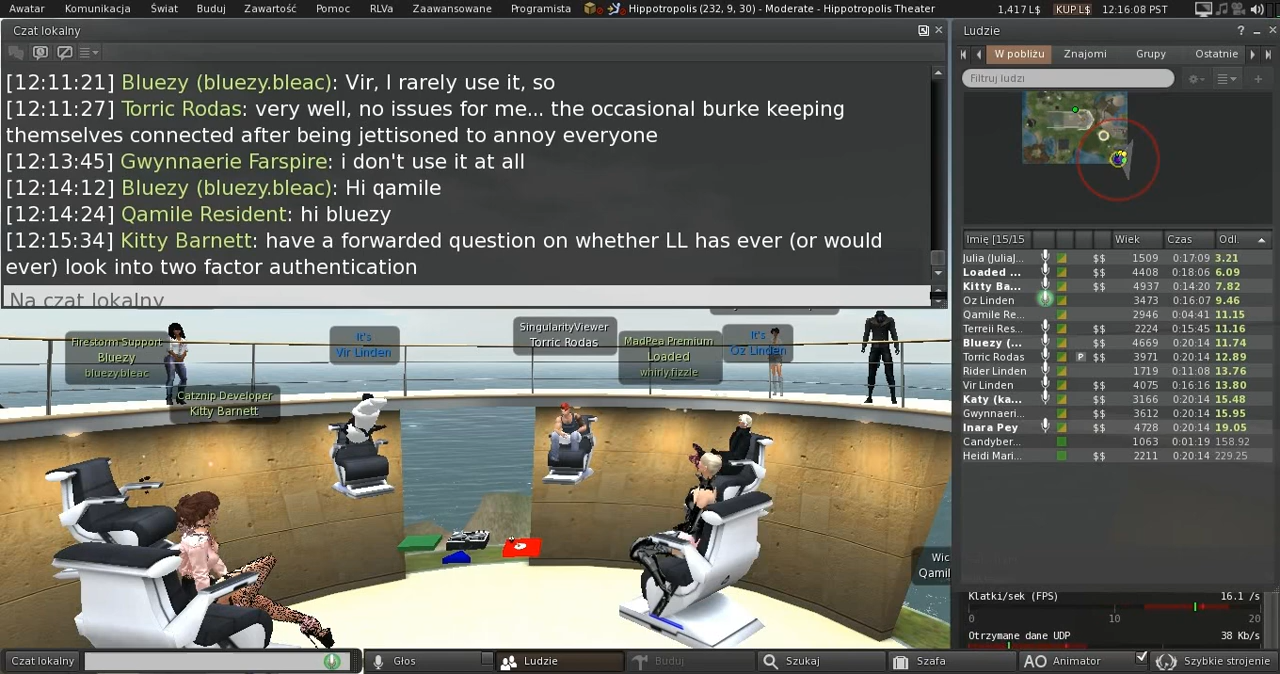 Awatar Komunikacja Świat Buduj Zawartość Pomoc RLVa Zaawansowane Programista Hippotropolis (232, 9, 30) - Moderate - Hippotropolis Theater 1,417 L$ KUP L$ 12:16:08 PST
Czat lokalny
[12:11:21] Bluezy (bluezy.bleac): Vir, I rarely use it, so
[12:11:27] Torric Rodas: very well, no issues for me... the occasional burke keeping
themselves connected after being jettisoned to annoy everyone
[12:13:45] Gwynnaerie Farspire: i don't use it at all
[12:14:12] Bluezy (bluezy.bleac): Hi qamile
[12:14:24] Qamile Resident: hi bluezy
[12:15:34] Kitty Barnett: have a forwarded question on whether LL has ever (or would
ever) look into two factor authentication
Na czat lokalny
Firestorm Support
Bluezy
bluezy.bleac
It's
Vir Linden
SingularityViewer
Torric Rodas
MadPea Premium
Loaded
whirly.fizzle
It's
Oz Linden
Catznip Developer
Kitty Barnett
Wic
Qamil
Ludzie
W pobliżu Znajomi Grupy Ostatnie
Filtruj ludzi
Imię [15/15 Wiek Czas Odl.
Julia (JuliaJ... $$ 1509 0:17:09 3.21
Loaded ... $$ 4408 0:18:06 6.09
Kitty Ba... $$ 4937 0:14:20 7.82
Oz Linden 3473 0:16:07 9.46
Qamile Re... 2946 0:04:41 11.15
Terreii Res... $$ 2224 0:15:45 11.16
Bluezy (... $$ 4669 0:20:14 11.74
Torric Rodas P $$ 3971 0:20:14 12.89
Rider Linden 1719 0:11:08 13.76
Vir Linden $$ 4075 0:16:16 13.80
Katy (ka... $$ 3166 0:20:14 15.48
Gwynnaeri... $$ 3612 0:20:14 15.95
Inara Pey $$ 4728 0:20:14 19.05
Candyber... 1063 0:01:19 158.92
Heidi Mari... $$ 2211 0:20:14 229.25
Klatki/sek (FPS) 16.1 /s
0 10 20
Otrzymane dane UDP 38 Kb/s
Czat lokalny Głos Ludzie Buduj Szukaj Szafa AO Animator Szybkie strojenie